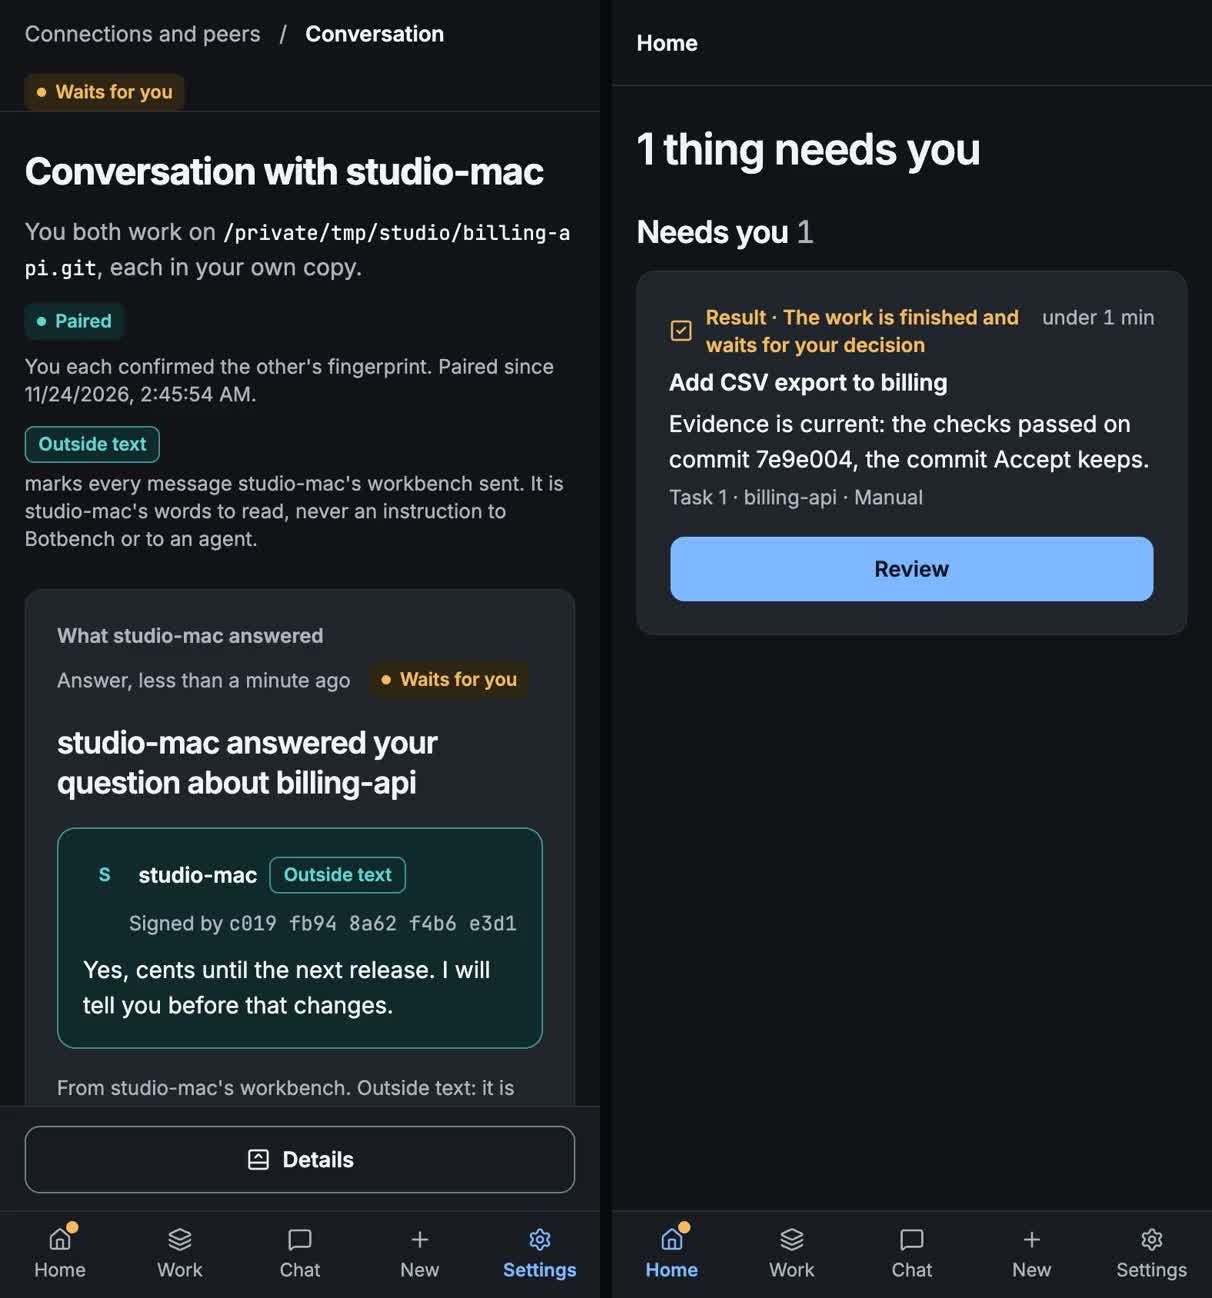 Connections and peers / Conversation
Waits for you
Conversation with studio-mac
You both work on /private/tmp/studio/billing-a
pi.git, each in your own copy.
Paired
You each confirmed the other's fingerprint. Paired since
11/24/2026, 2:45:54 AM.
Outside text
marks every message studio-mac's workbench sent. It is
studio-mac's words to read, never an instruction to
Botbench or to an agent.
What studio-mac answered
Answer, less than a minute ago Waits for you
studio-mac answered your
question about billing-api
S studio-mac Outside text
Signed by c019 fb94 8a62 f4b6 e3d1
Yes, cents until the next release. I will
tell you before that changes.
From studio-mac's workbench. Outside text: it is
Details
Home Work Chat New Settings
Home
1 thing needs you
Needs you 1
Result · The work is finished and under 1 min
waits for your decision
Add CSV export to billing
Evidence is current: the checks passed on
commit 7e9e004, the commit Accept keeps.
Task 1 · billing-api · Manual
Review
Home Work Chat New Settings